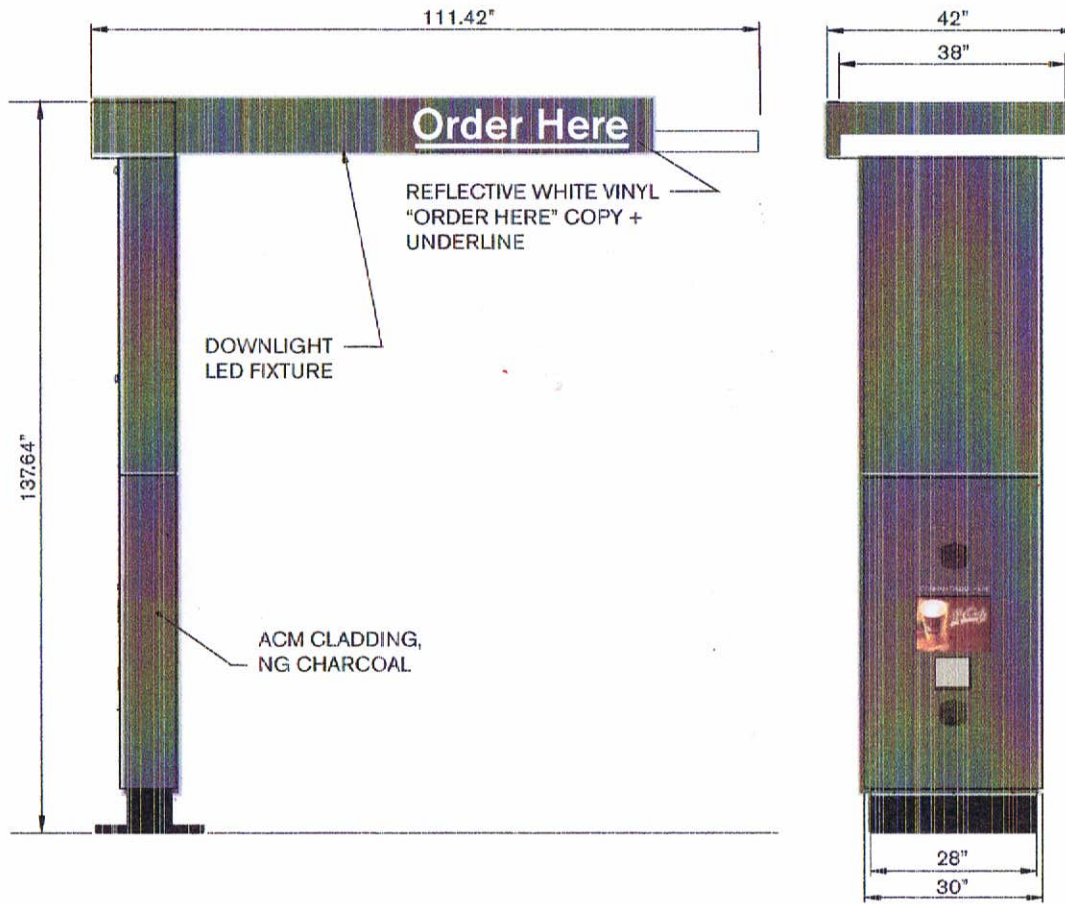 111.42"
42"
38"
Order Here
REFLECTIVE WHITE VINYL
"ORDER HERE" COPY +
UNDERLINE
DOWNLIGHT
LED FIXTURE
137.64"
ACM CLADDING,
NG CHARCOAL
28"
30"